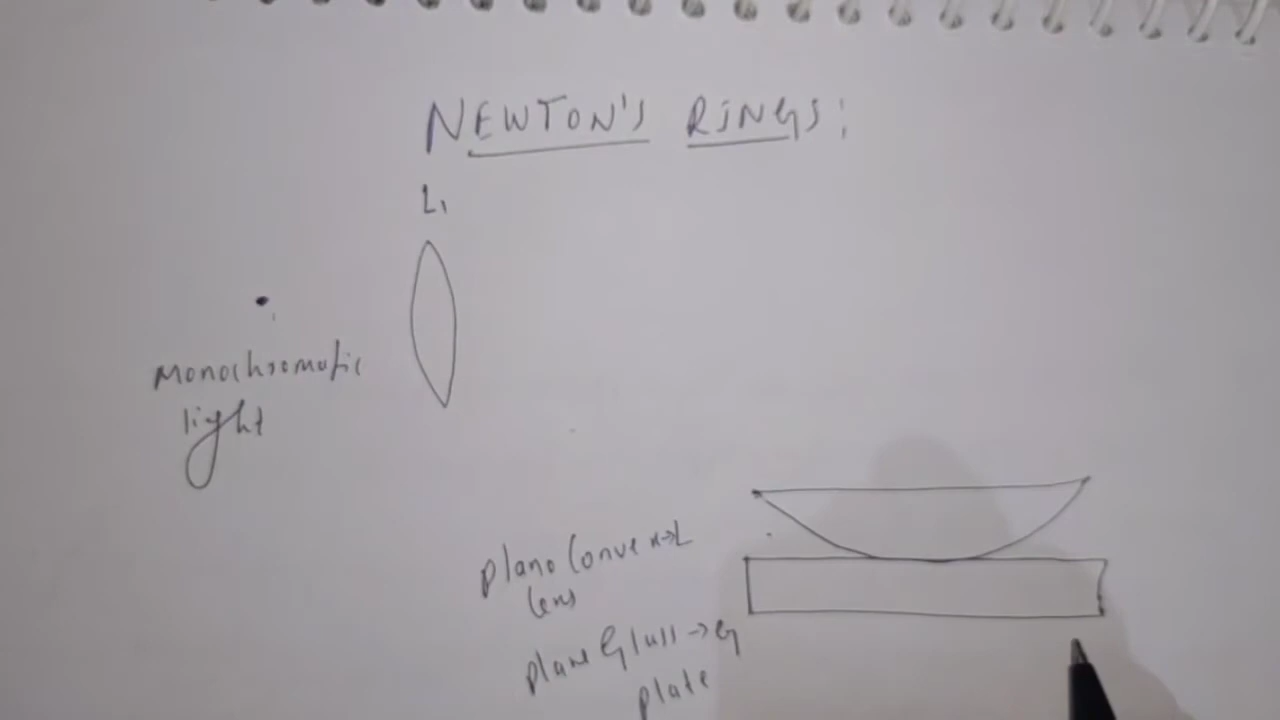 NEWTON'S RINGS:
L1
Monochromatic
light
plano Convex→L
lens
plane Glass→G
plate